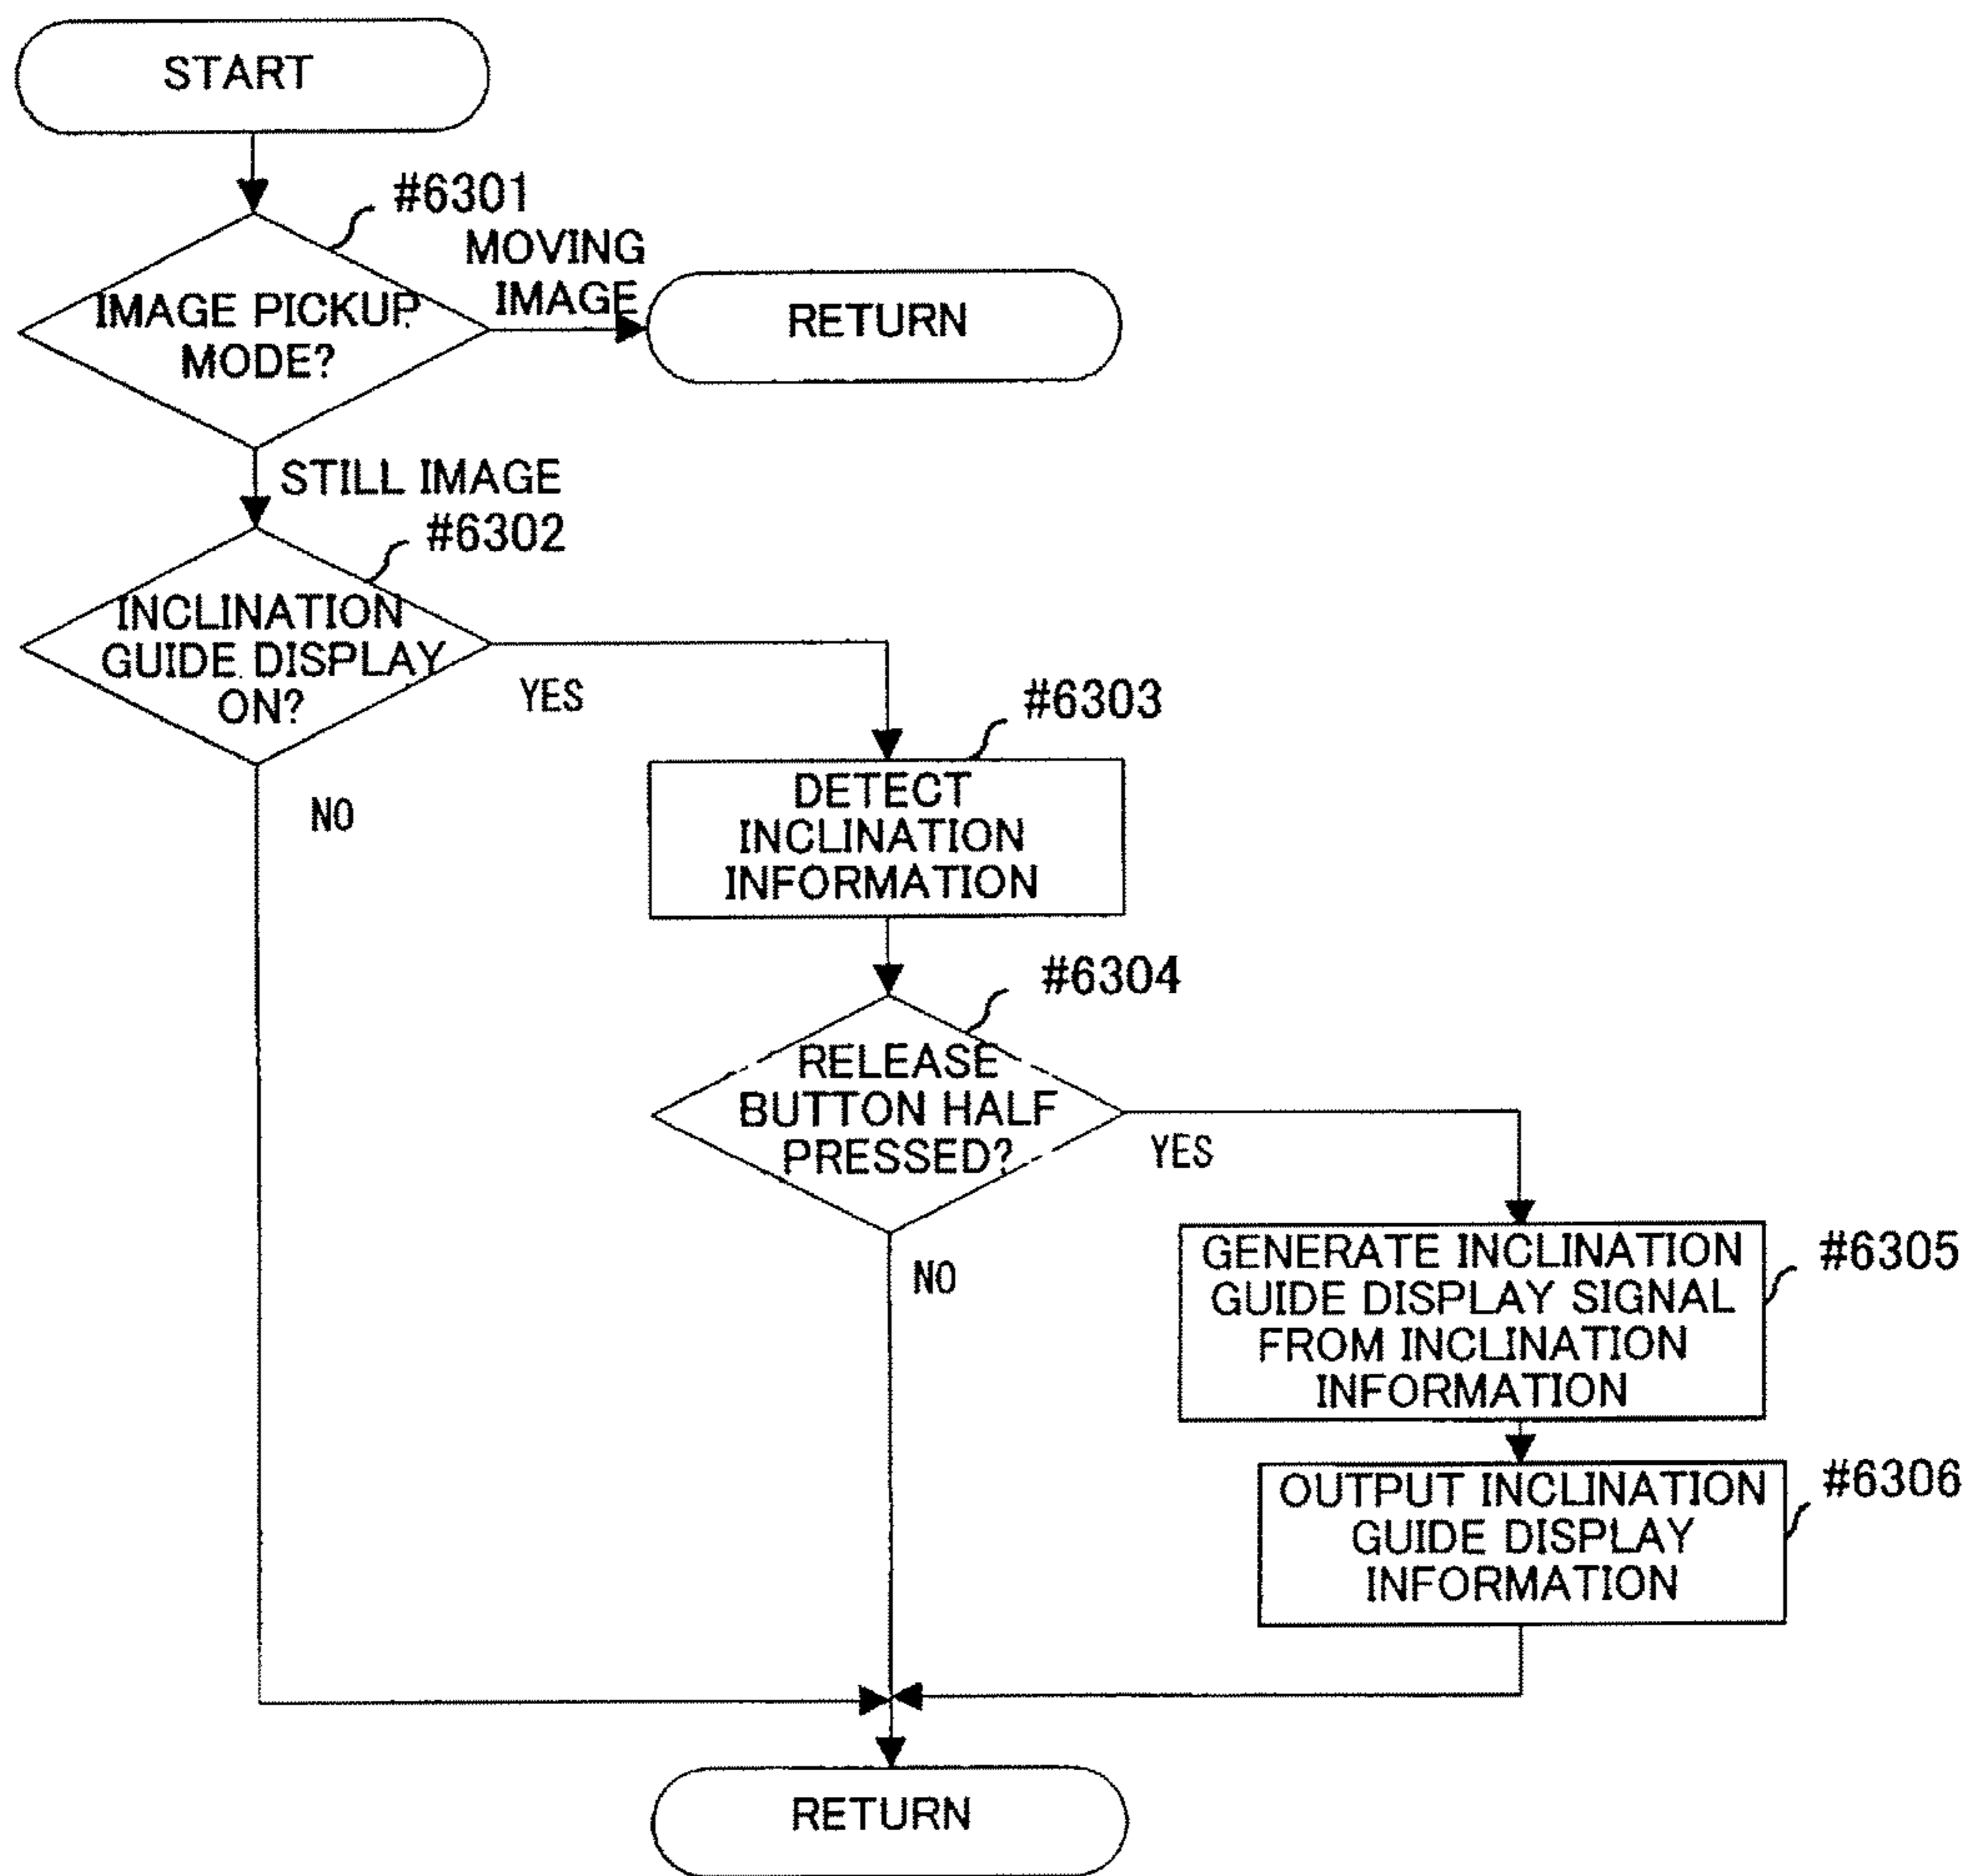 START
#6301
MOVING
IMAGE
IMAGE PICKUP
MODE?
RETURN
STILL IMAGE
#6302
INCLINATION
GUIDE DISPLAY
ON?
YES
NO
#6303
DETECT
INCLINATION
INFORMATION
#6304
RELEASE
BUTTON HALF
PRESSED?
YES
NO
GENERATE INCLINATION
GUIDE DISPLAY SIGNAL
FROM INCLINATION
INFORMATION
#6305
OUTPUT INCLINATION
GUIDE DISPLAY
INFORMATION
#6306
RETURN